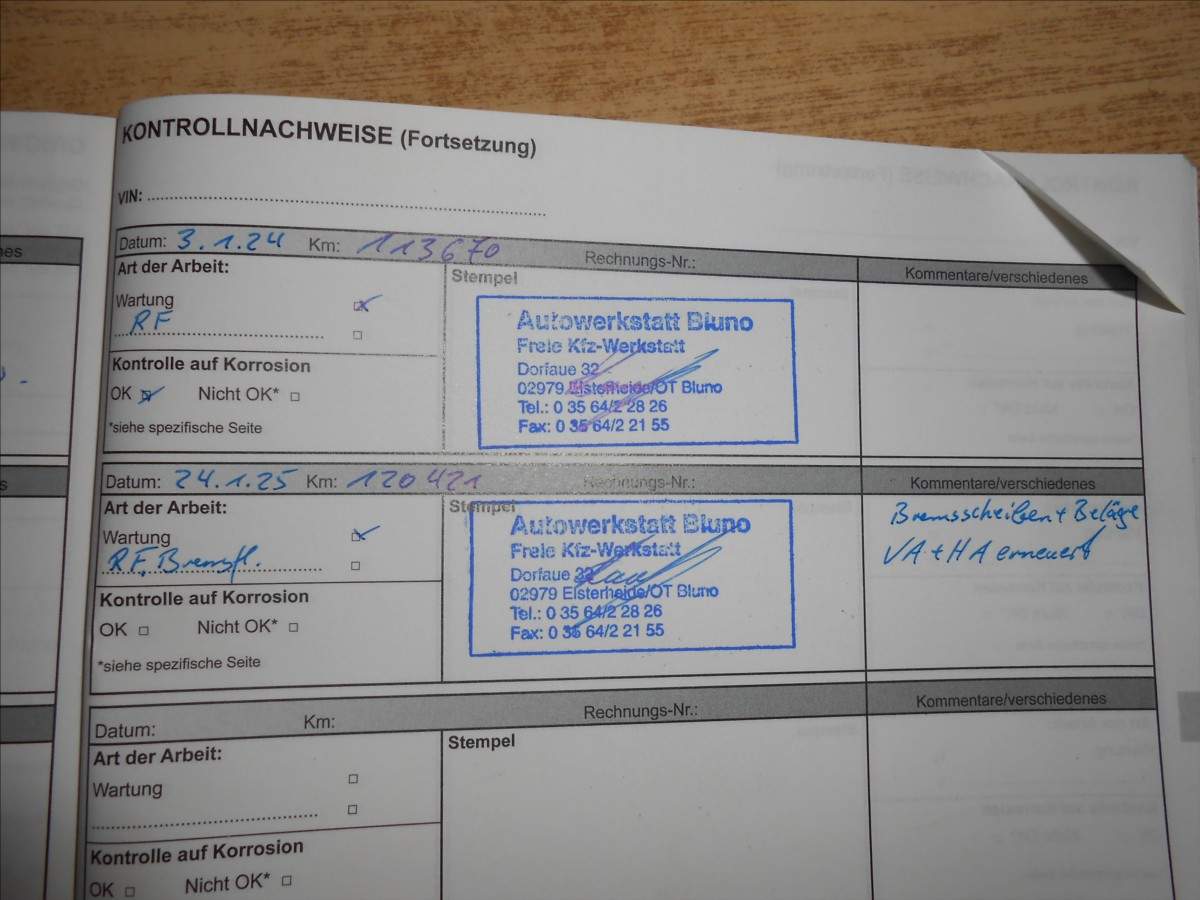 KONTROLLNACHWEISE (Fortsetzung)
VIN:
Datum: 3.1.24 Km: 113670 Rechnungs-Nr.: Kommentare/verschiedenes
Art der Arbeit:
Stempel
Wartung
RF
Autowerkstatt Bluno
Freie Kfz-Werkstatt
Dorfaue 32
02979 Elsterheide/OT Bluno
Tel.: 0 35 64/2 28 26
Fax: 0 35 64/2 21 55
Kontrolle auf Korrosion
OK Nicht OK*
*siehe spezifische Seite
Datum: 24.1.25 Km: 120421 Rechnungs-Nr.: Kommentare/verschiedenes
Art der Arbeit:
Stempel
Wartung
RF, Bremsfl.
Autowerkstatt Bluno
Freie Kfz-Werkstatt
Dorfaue 32
02979 Elsterheide/OT Bluno
Tel.: 0 35 64/2 28 26
Fax: 0 35 64/2 21 55
Bremsscheiben + Beläge
VA + HA erneuert
Kontrolle auf Korrosion
OK Nicht OK*
*siehe spezifische Seite
Datum: Km: Rechnungs-Nr.: Kommentare/verschiedenes
Art der Arbeit:
Stempel
Wartung
Kontrolle auf Korrosion
OK Nicht OK*